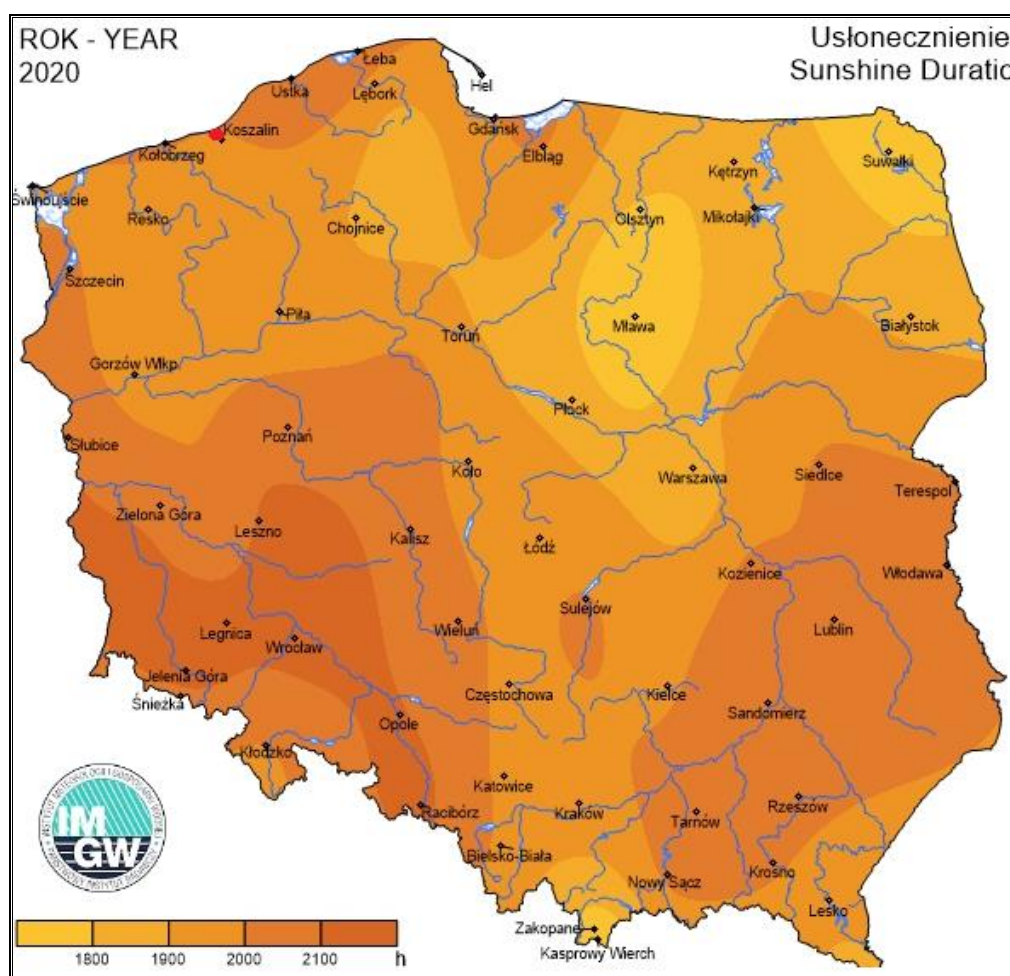 ROK - YEAR
2020
Usłonecznienie
Sunshine Duratio
Łeba
Ustka
Lębork
Hel
Gdańsk
Koszalin
Kołobrzeg
Elbląg
Suwałki
Kętrzyn
Świnoujście
Resko
Chojnice
Olsztyn
Mikołajki
Szczecin
Piła
Toruń
Mława
Białystok
Gorzów Wlkp
Płock
Słubice
Poznań
Koło
Warszawa
Siedlce
Terespol
Zielona Góra
Leszno
Kalisz
Łódź
Kozienice
Włodawa
Sulejów
Legnica
Wrocław
Wieluń
Lublin
Jelenia Góra
Śnieżka
Częstochowa
Kielce
Sandomierz
Opole
Kłodzko
Katowice
Racibórz
Kraków
Tarnów
Rzeszów
Bielsko-Biała
Nowy Sącz
Krosno
Lesko
Zakopane
Kasprowy Wierch
IM
GW
1800 1900 2000 2100 h